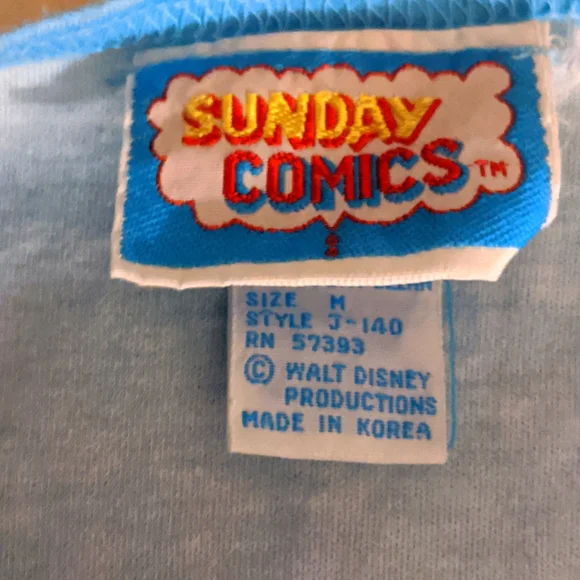 SUNDAY
COMICS™
SIZE M
STYLE J-140
RN 57393
© WALT DISNEY
PRODUCTIONS
MADE IN KOREA